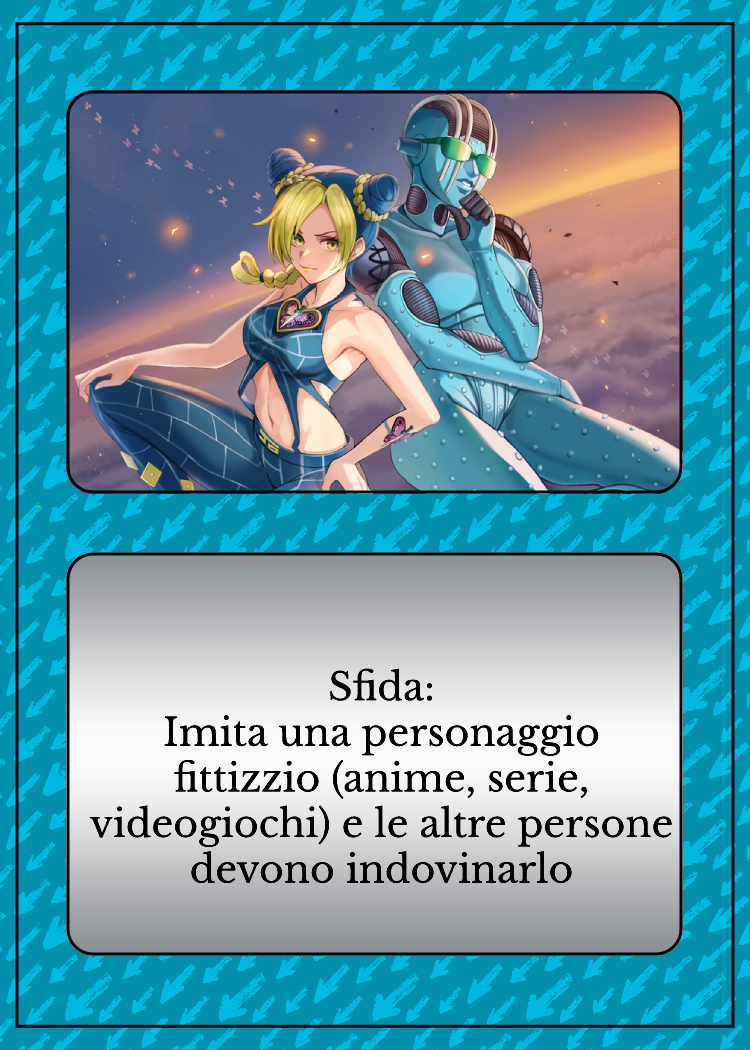 Sfida:
Imita una personaggio
fittizzio (anime, serie,
videogiochi) e le altre persone
devono indovinarlo